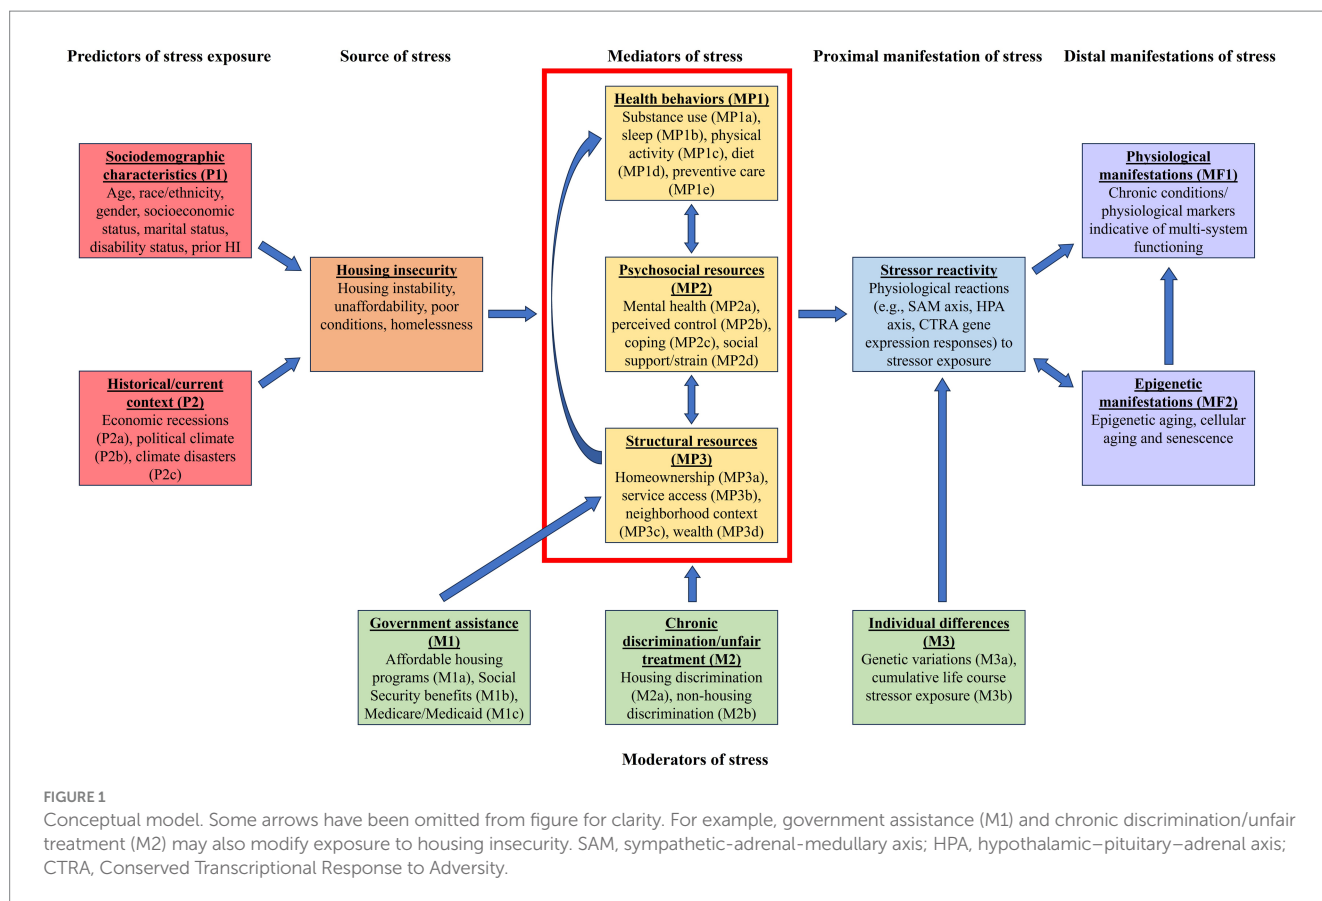 Predictors of stress exposure
Source of stress
Mediators of stress
Proximal manifestation of stress
Distal manifestations of stress
Sociodemographic
characteristics (P1)
Age, race/ethnicity,
gender, socioeconomic
status, marital status,
disability status, prior HI
Historical/current
context (P2)
Economic recessions
(P2a), political climate
(P2b), climate disasters
(P2c)
Housing insecurity
Housing instability,
unaffordability, poor
conditions, homelessness
Health behaviors (MP1)
Substance use (MP1a),
sleep (MP1b), physical
activity (MP1c), diet
(MP1d), preventive care
(MP1e)
Psychosocial resources
(MP2)
Mental health (MP2a),
perceived control (MP2b),
coping (MP2c), social
support/strain (MP2d)
Structural resources
(MP3)
Homeownership (MP3a),
service access (MP3b),
neighborhood context
(MP3c), wealth (MP3d)
Stressor reactivity
Physiological reactions
(e.g., SAM axis, HPA
axis, CTRA gene
expression responses) to
stressor exposure
Physiological
manifestations (MF1)
Chronic conditions/
physiological markers
indicative of multi-system
functioning
Epigenetic
manifestations (MF2)
Epigenetic aging, cellular
aging and senescence
Government assistance
(M1)
Affordable housing
programs (M1a), Social
Security benefits (M1b),
Medicare/Medicaid (M1c)
Chronic
discrimination/unfair
treatment (M2)
Housing discrimination
(M2a), non-housing
discrimination (M2b)
Individual differences
(M3)
Genetic variations (M3a),
cumulative life course
stressor exposure (M3b)
Moderators of stress
FIGURE 1
Conceptual model. Some arrows have been omitted from figure for clarity. For example, government assistance (M1) and chronic discrimination/unfair
treatment (M2) may also modify exposure to housing insecurity. SAM, sympathetic-adrenal-medullary axis; HPA, hypothalamic–pituitary–adrenal axis;
CTRA, Conserved Transcriptional Response to Adversity.